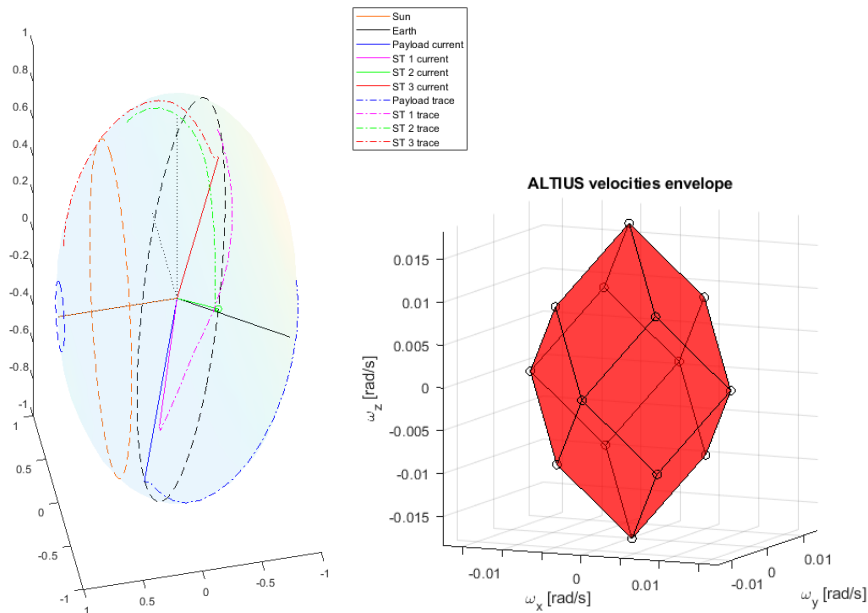 Sun
Earth
Payload current
ST 1 current
ST 2 current
ST 3 current
Payload trace
ST 1 trace
ST 2 trace
ST 3 trace
1
0.8
0.6
0.4
0.2
0
-0.2
-0.4
-0.6
-0.8
-1
1
0.5
0
-0.5
-1
1
0.5
0
-0.5
-1
ALTIUS velocities envelope
0.015
0.01
0.005
0
-0.005
-0.01
-0.015
ωz [rad/s]
-0.01
0
0.01
ωx [rad/s]
-0.01
0
0.01
ωy [rad/s]